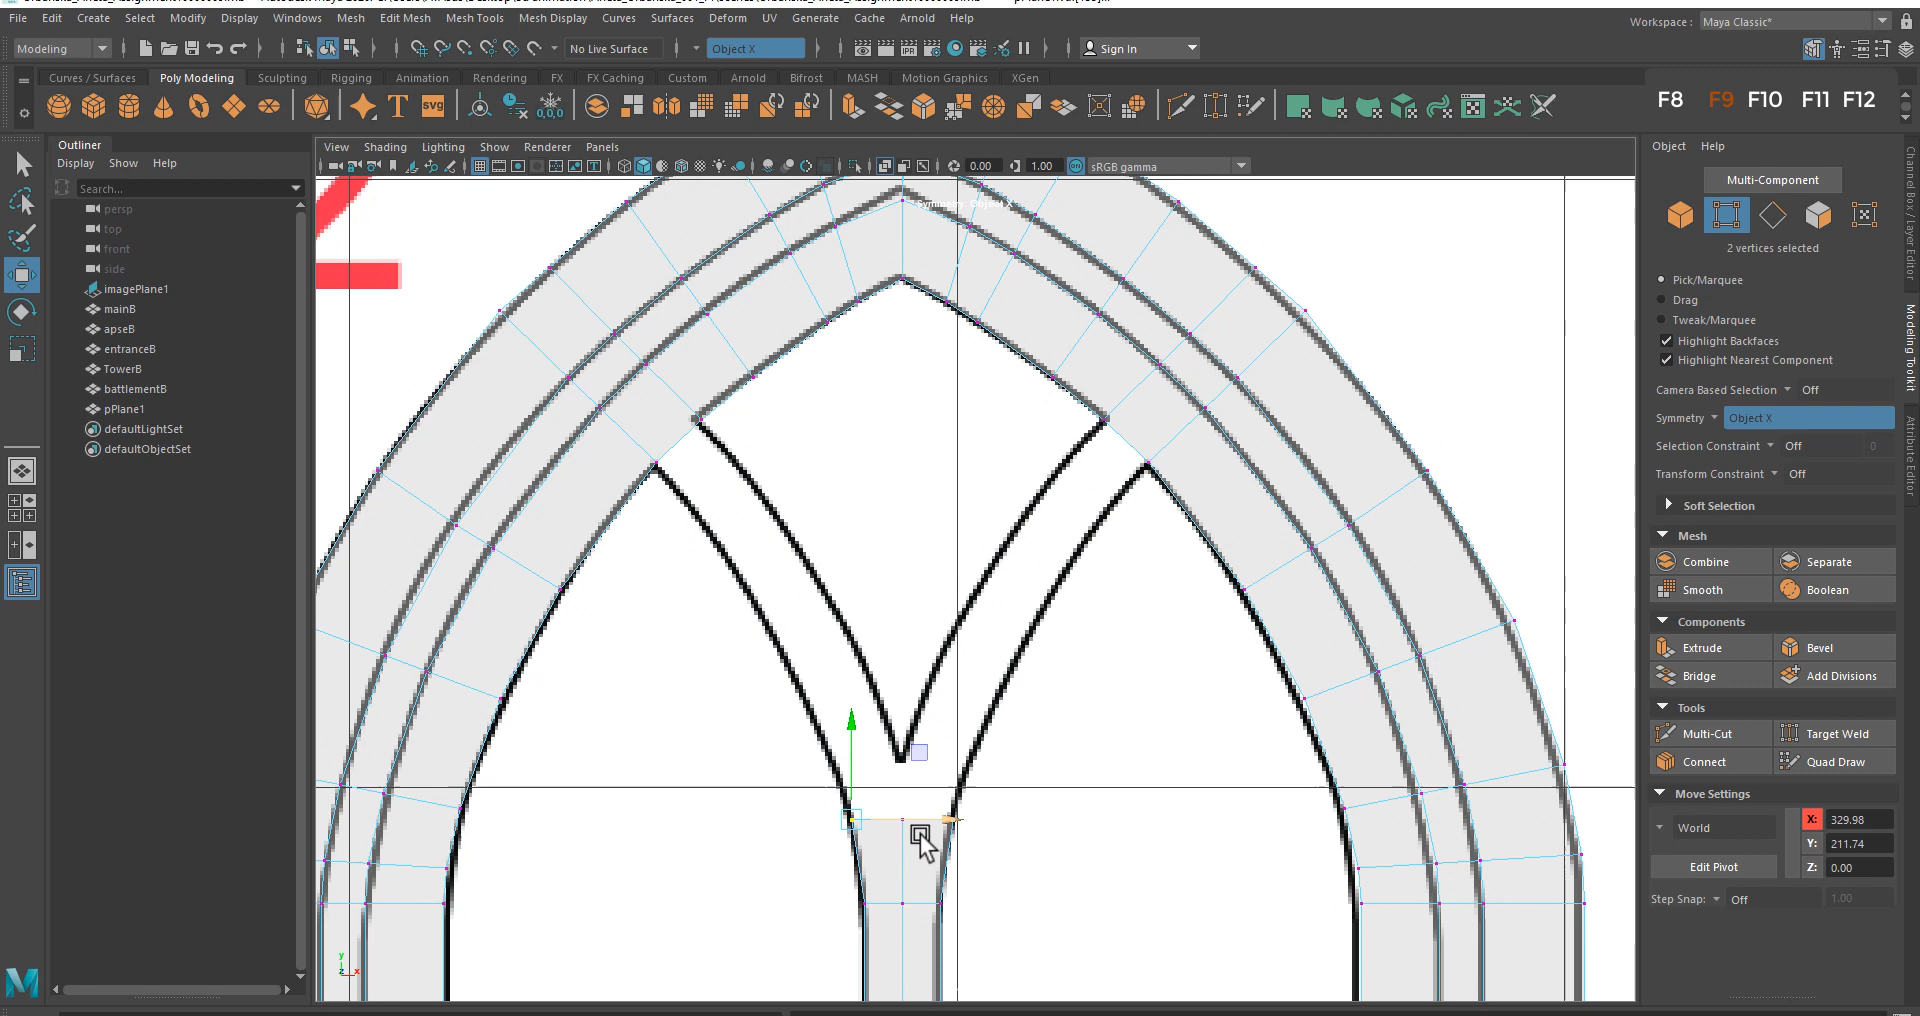 File Edit Create Select Modify Display Windows Mesh Edit Mesh Mesh Tools Mesh Display Curves Surfaces Deform UV Generate Cache Arnold Help
Workspace : Maya Classic*
Modeling No Live Surface Object X Sign In
Curves / Surfaces Poly Modeling Sculpting Rigging Animation Rendering FX FX Caching Custom Arnold Bifrost MASH Motion Graphics XGen
F8 F9 F10 F11 F12
T svg IPR 0,0,0
Outliner
Display Show Help
Search...
persp
top
front
side
imagePlane1
mainB
apseB
entranceB
TowerB
battlementB
pPlane1
defaultLightSet
defaultObjectSet
View Shading Lighting Show Renderer Panels
0.00 1.00 sRGB gamma
Symmetry: Object X
y
z x
Object Help
Multi-Component
2 vertices selected
Pick/Marquee
Drag
Tweak/Marquee
Highlight Backfaces
Highlight Nearest Component
Camera Based Selection Off
Symmetry Object X
Selection Constraint Off 0
Transform Constraint Off
Soft Selection
Mesh
Combine Separate
Smooth Boolean
Components
Extrude Bevel
Bridge Add Divisions
Tools
Multi-Cut Target Weld
Connect Quad Draw
Move Settings
World X: 329.98
Y: 211.74
Edit Pivot Z: 0.00
Step Snap: Off 1.00
Channel Box / Layer Editor
Modeling Toolkit
Attribute Editor